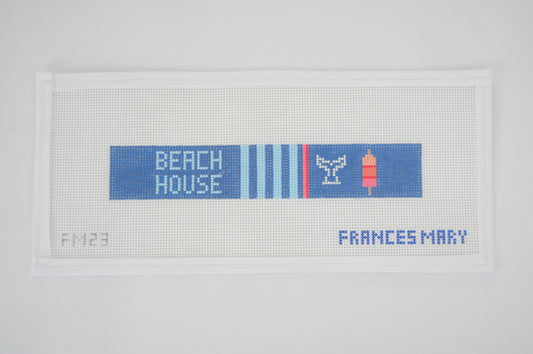 BEACH
HOUSE
FM23
FRANCES MARY